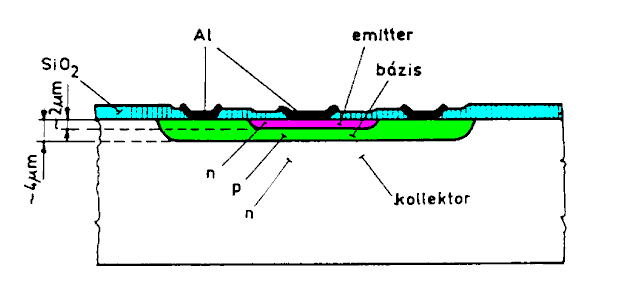 Al
emitter
SiO2
bázis
~2µm
~4µm
n
p
n
kollektor